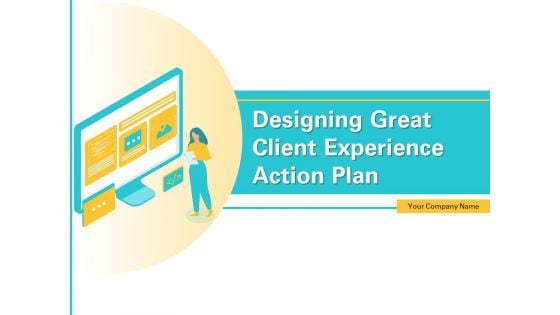 Designing Great
Client Experience
Action Plan
Your Company Name